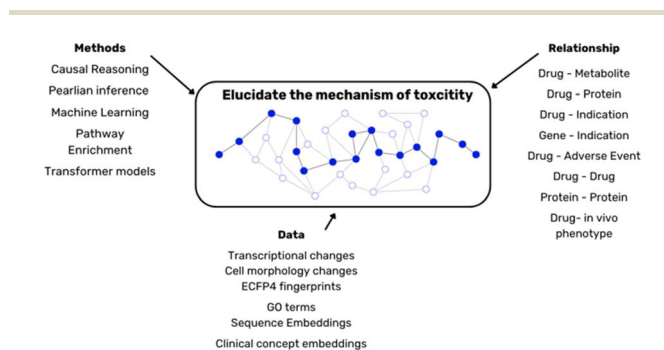 Methods
Causal Reasoning
Pearlian inference
Machine Learning
Pathway
Enrichment
Transformer models
Elucidate the mechanism of toxcitity
Relationship
Drug - Metabolite
Drug - Protein
Drug - Indication
Gene - Indication
Drug - Adverse Event
Drug - Drug
Protein - Protein
Drug- in vivo
phenotype
Data
Transcriptional changes
Cell morphology changes
ECFP4 fingerprints
GO terms
Sequence Embeddings
Clinical concept embeddings